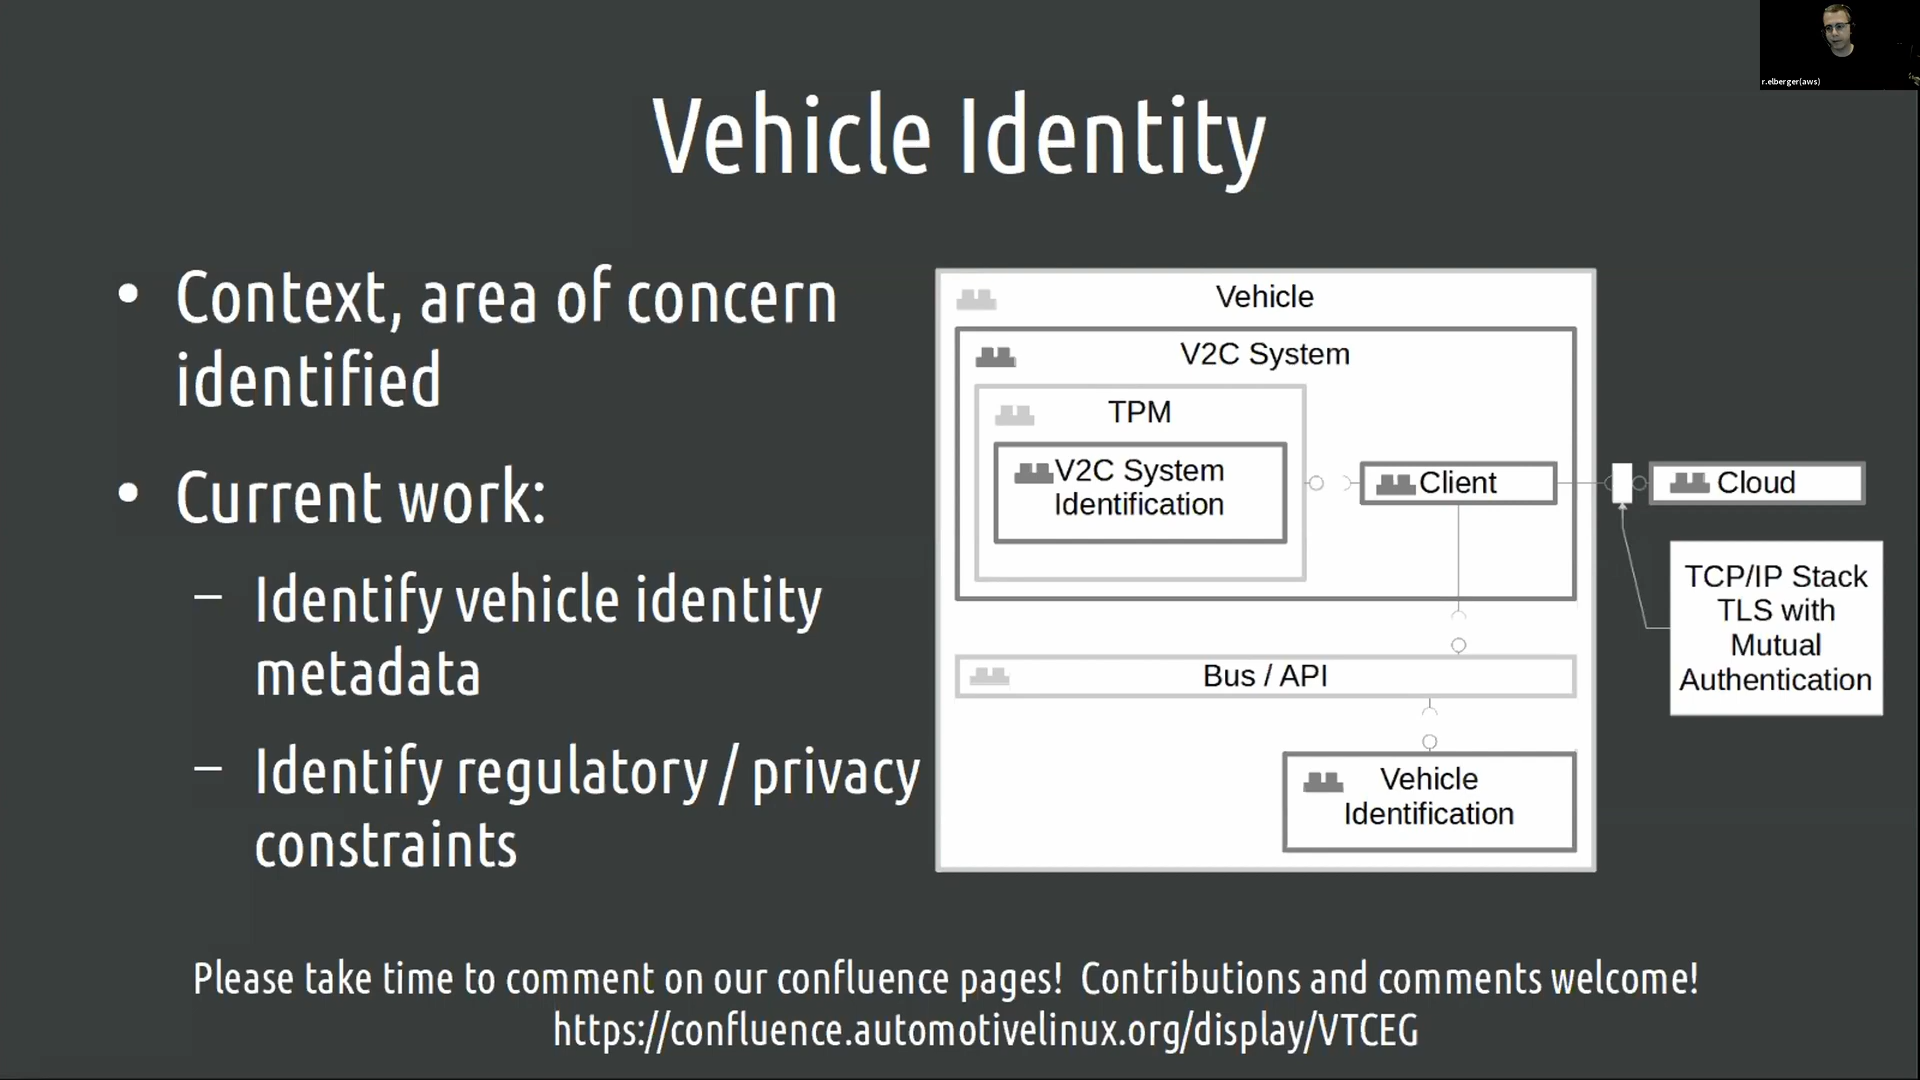 r.elberger(aws)
Vehicle Identity
• Context, area of concern
identified
• Current work:
– Identify vehicle identity
metadata
– Identify regulatory / privacy
constraints
Vehicle
V2C System
TPM
V2C System
Identification
Client
Cloud
TCP/IP Stack
TLS with
Mutual
Authentication
Bus / API
Vehicle
Identification
Please take time to comment on our confluence pages!  Contributions and comments welcome!
https://confluence.automotivelinux.org/display/VTCEG